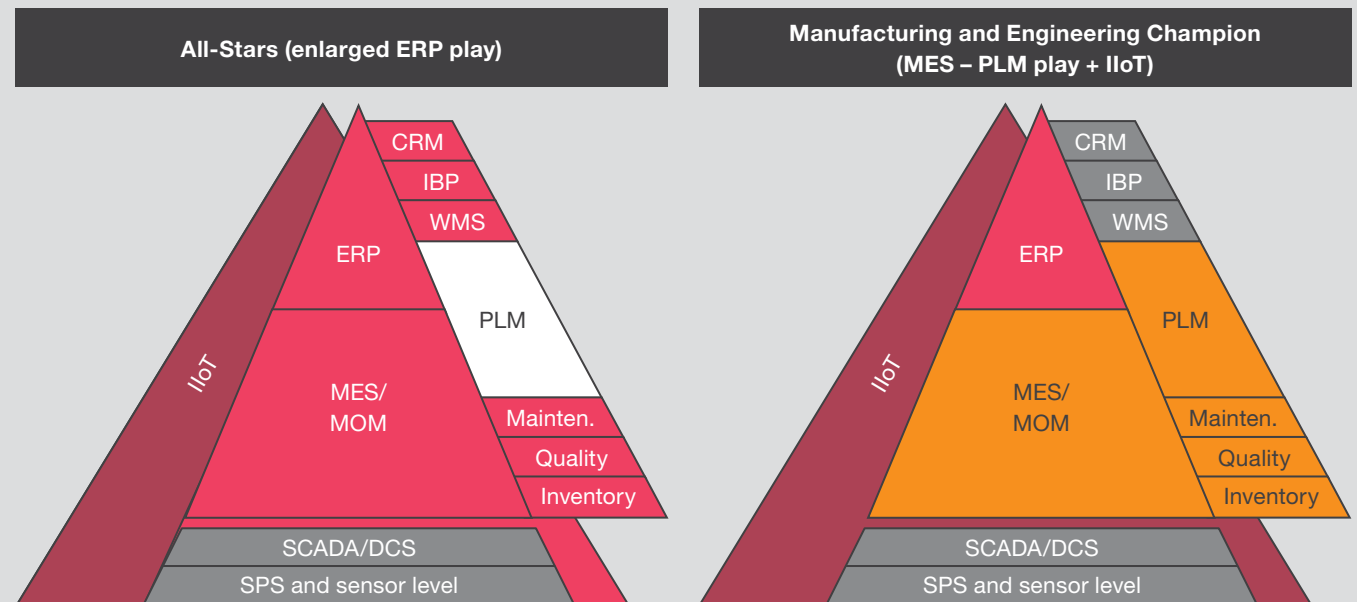 All-Stars (enlarged ERP play)
CRM
IBP
WMS
ERP
PLM
IIoT
MES/
MOM
Mainten.
Quality
Inventory
SCADA/DCS
SPS and sensor level
Manufacturing and Engineering Champion
(MES – PLM play + IIoT)
CRM
IBP
WMS
ERP
PLM
IIoT
MES/
MOM
Mainten.
Quality
Inventory
SCADA/DCS
SPS and sensor level